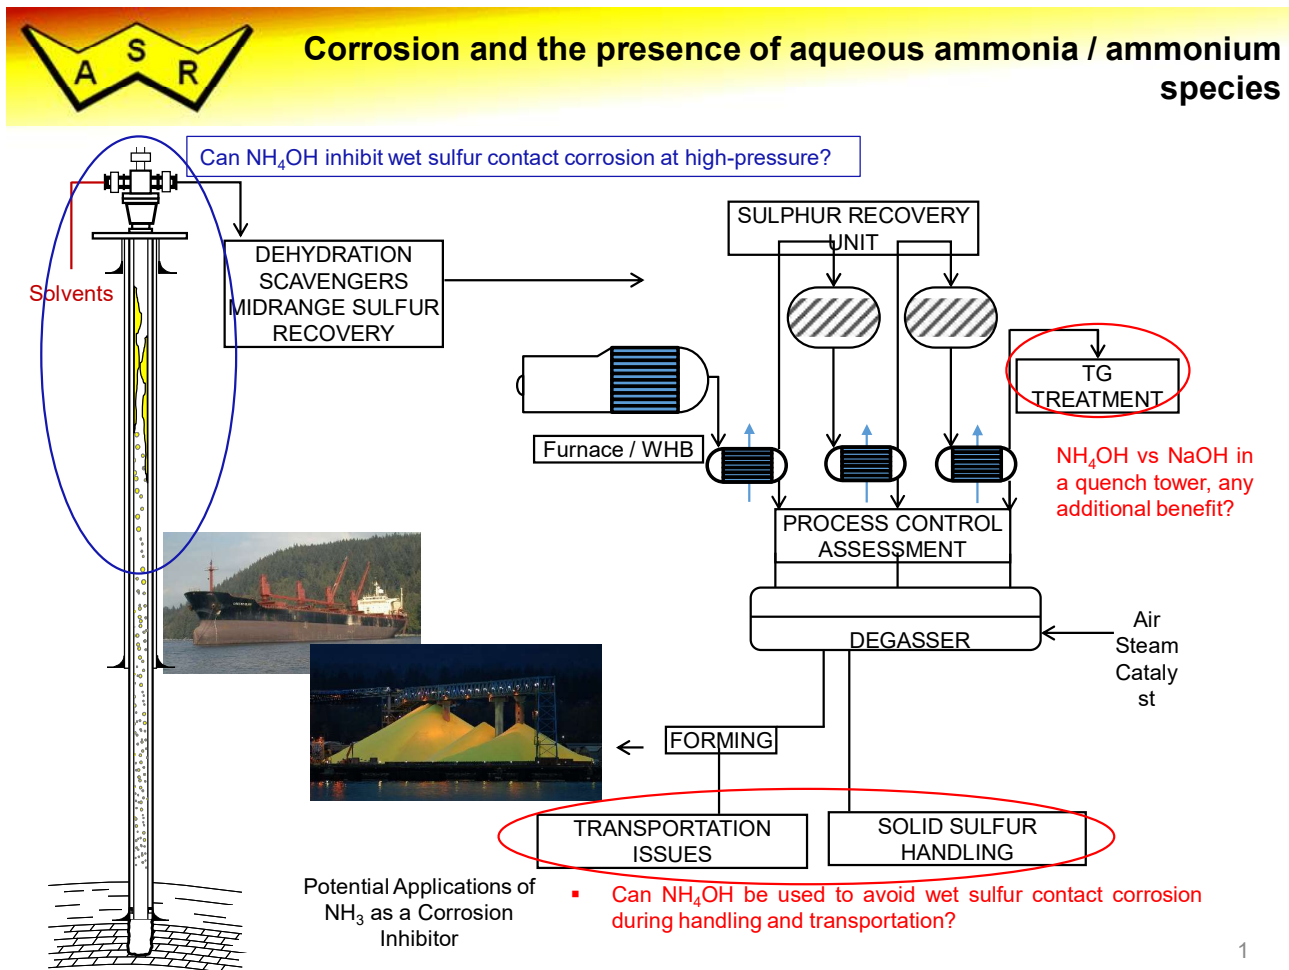 A S R
Corrosion and the presence of aqueous ammonia / ammonium
species
Can NH₄OH inhibit wet sulfur contact corrosion at high-pressure?
Solvents
DEHYDRATION
SCAVENGERS
MIDRANGE SULFUR
RECOVERY
SULPHUR RECOVERY
UNIT
TG
TREATMENT
Furnace / WHB
NH₄OH vs NaOH in
a quench tower, any
additional benefit?
PROCESS CONTROL
ASSESSMENT
DEGASSER
Air
Steam
Cataly
st
FORMING
TRANSPORTATION
ISSUES
SOLID SULFUR
HANDLING
Potential Applications of
NH₃ as a Corrosion
Inhibitor
▪ Can NH₄OH be used to avoid wet sulfur contact corrosion
during handling and transportation?
1